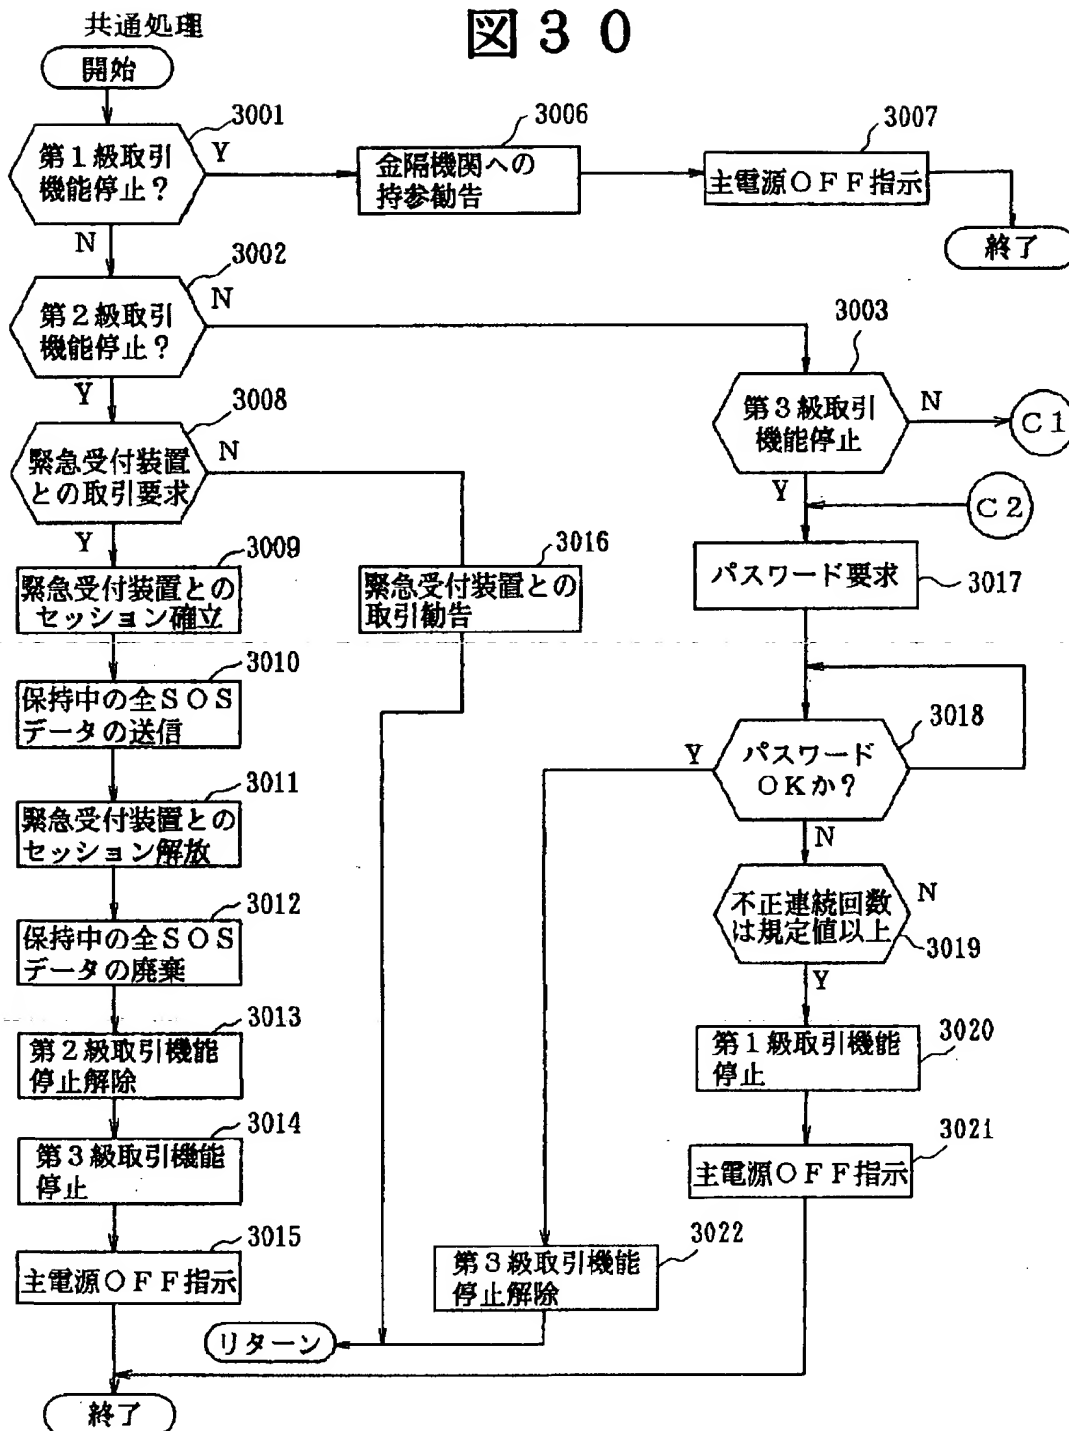 図３０
共通処理
開始
3001
第１級取引
機能停止？
Y
N
3006
金隔機関への
持参勧告
3007
主電源ＯＦＦ指示
終了
3002
第２級取引
機能停止？
N
Y
3003
第３級取引
機能停止
N
Ｃ１
Y
Ｃ２
3008
緊急受付装置
との取引要求
N
Y
3009
緊急受付装置との
セッション確立
3016
緊急受付装置との
取引勧告
パスワード要求
3017
3010
保持中の全ＳＯＳ
データの送信
3018
パスワード
ＯＫか？
Y
N
3011
緊急受付装置との
セッション解放
3012
保持中の全ＳＯＳ
データの廃棄
不正連続回数
は規定値以上
N
3019
Y
3013
第２級取引機能
停止解除
3020
第１級取引機能
停止
3014
第３級取引機能
停止
3021
主電源ＯＦＦ指示
3015
主電源ＯＦＦ指示
3022
第３級取引機能
停止解除
リターン
終了